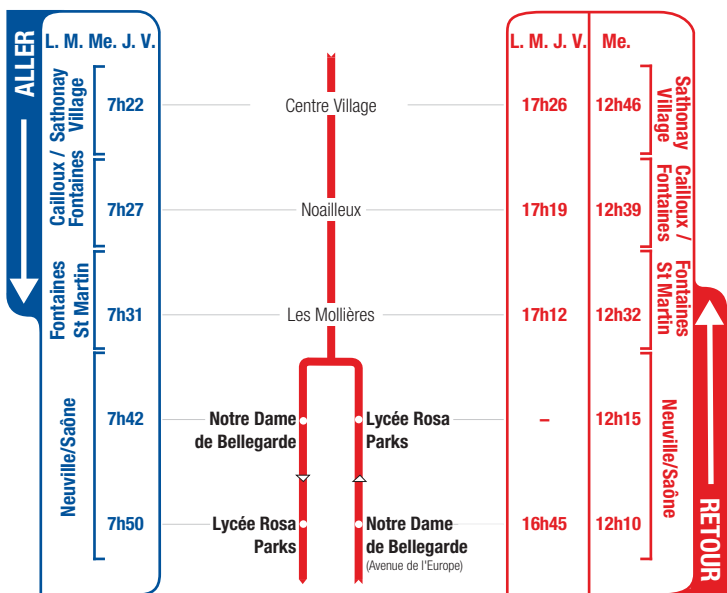 ALLER
L. M. Me. J. V.
L. M. J. V.
Me.
Sathonay
Village
7h22
Centre Village
17h26
12h46
Sathonay
Village
Cailloux /
Fontaines
7h27
Noailleux
17h19
12h39
Cailloux /
Fontaines
Fontaines
St Martin
7h31
Les Mollières
17h12
12h32
Fontaines
St Martin
Neuville/Saône
7h42
Notre Dame
de Bellegarde
Lycée Rosa
Parks
–
12h15
Neuville/Saône
7h50
Lycée Rosa
Parks
Notre Dame
de Bellegarde
(Avenue de l'Europe)
16h45
12h10
RETOUR